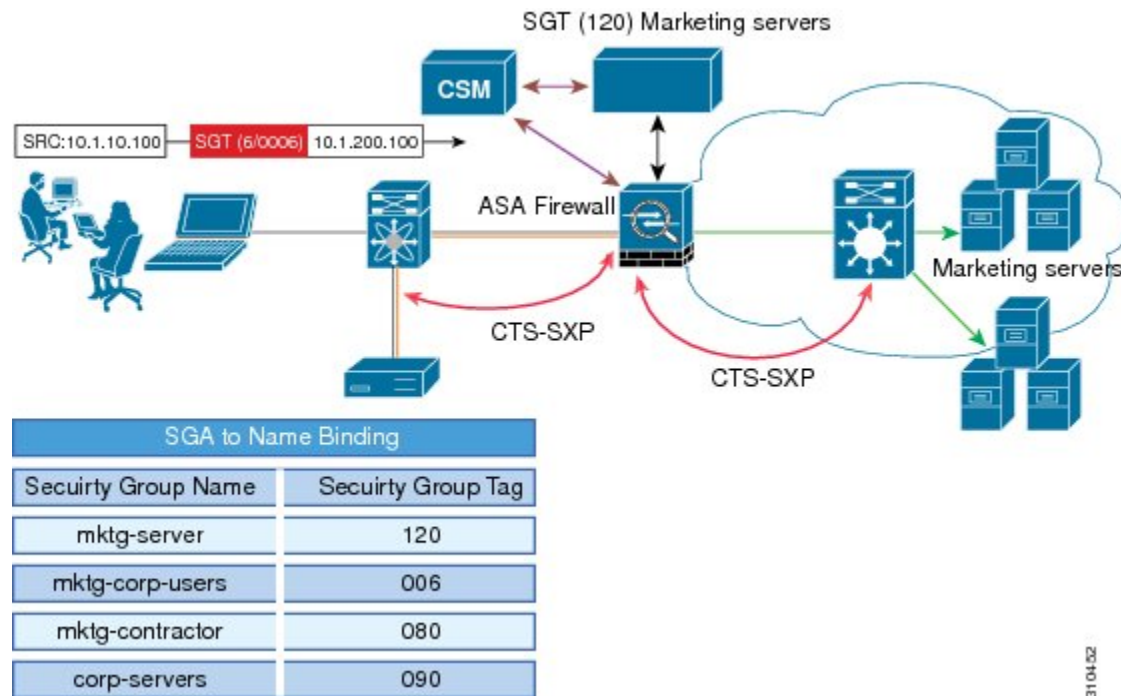 SGT (120) Marketing servers
CSM
SRC:10.1.10.100 SGT (6/0006) 10.1.200.100
ASA Firewall
Marketing servers
CTS-SXP
CTS-SXP
SGA to Name Binding
Secuirty Group Name Secuirty Group Tag
mktg-server 120
mktg-corp-users 006
mktg-contractor 080
corp-servers 090
310452